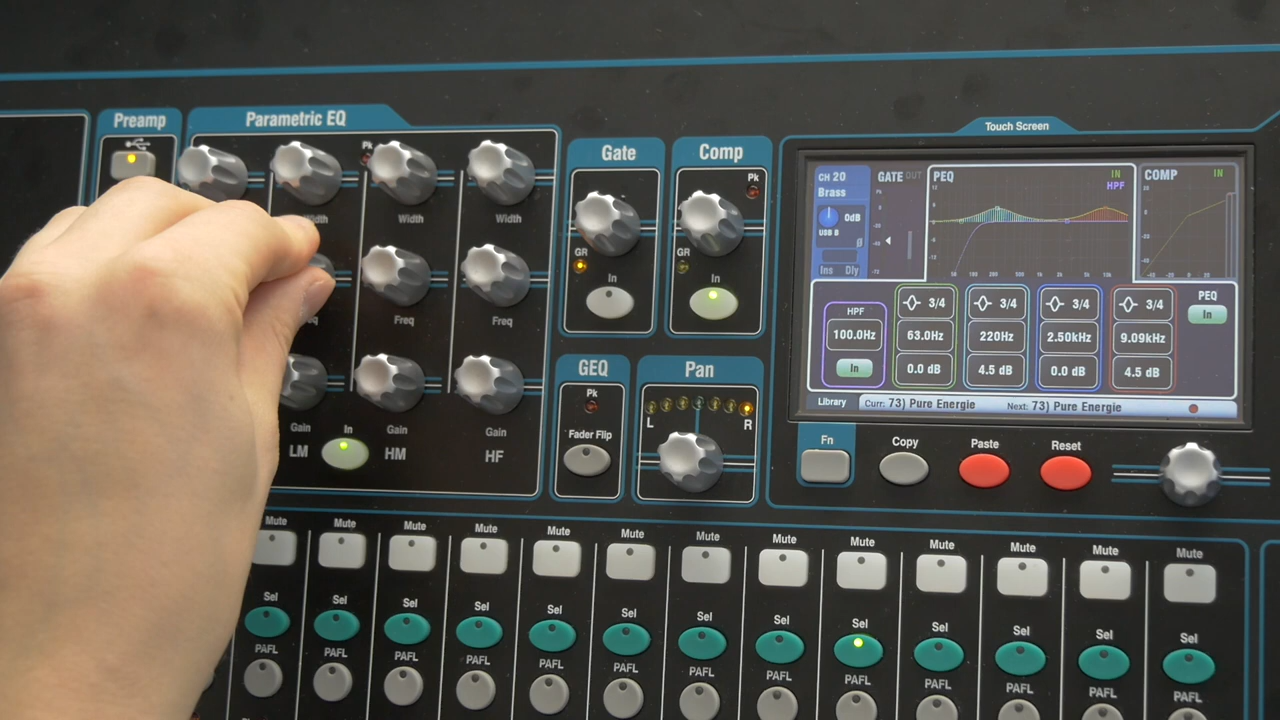 Preamp
Parametric EQ
Pk
Width
Width
Width
Freq
Freq
Gain
In
Gain
Gain
LM
HM
HF
Gate
GR
In
Comp
Pk
GR
In
GEQ
Pk
Fader Flip
Pan
L
R
Touch Screen
CH 20
Brass
0dB
USB B
Ins Dly
GATE OUT
PEQ
IN
HPF
COMP
IN
HPF
100.0Hz
In
3/4
63.0Hz
0.0 dB
3/4
220Hz
4.5 dB
3/4
2.50kHz
0.0 dB
3/4
9.09kHz
4.5 dB
PEQ
In
Library
Curr: 73) Pure Energie
Next: 73) Pure Energie
Fn
Copy
Paste
Reset
Mute Mute Mute Mute Mute Mute Mute Mute Mute Mute Mute Mute Mute
Sel Sel Sel Sel Sel Sel Sel Sel Sel Sel Sel Sel Sel
PAFL PAFL PAFL PAFL PAFL PAFL PAFL PAFL PAFL PAFL PAFL PAFL PAFL